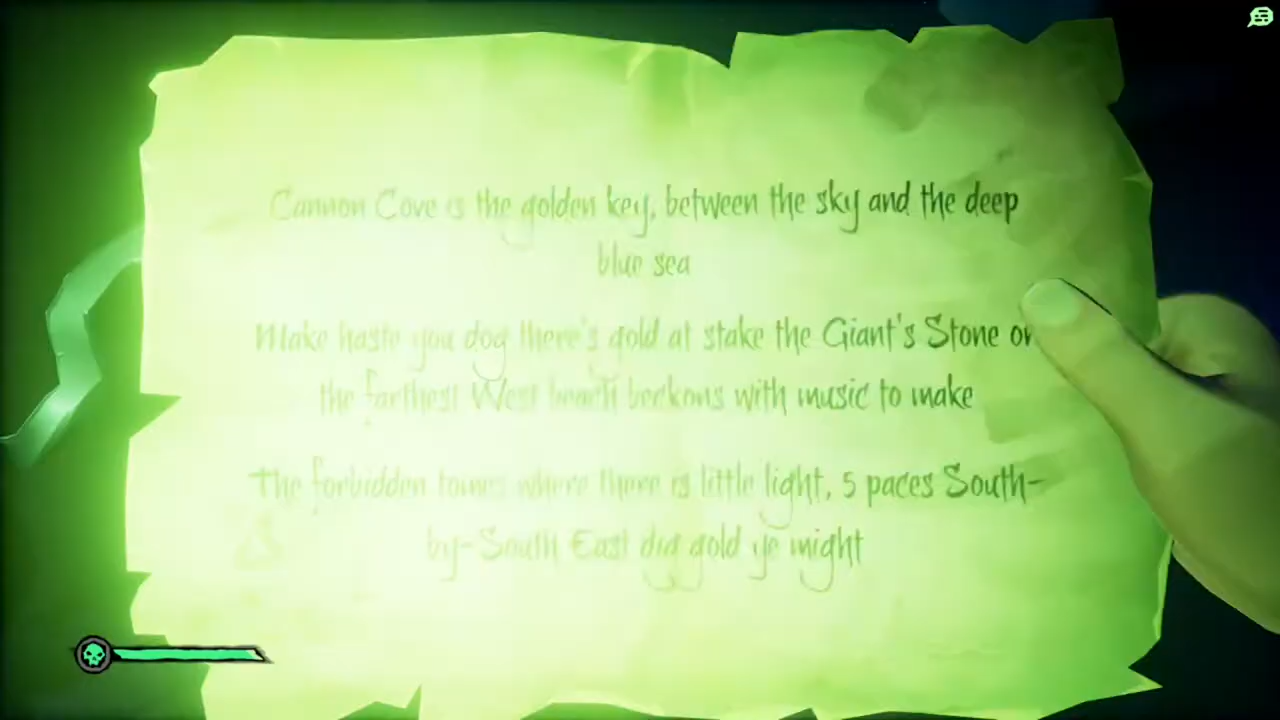 Cannon Cove is the golden key, between the sky and the deep
blue sea
Make haste you dog there's gold at stake the Giant's Stone on
the farthest West beach beckons with music to make
The forbidden tomes where there is little light, 5 paces South-
by-South East dig gold ye might